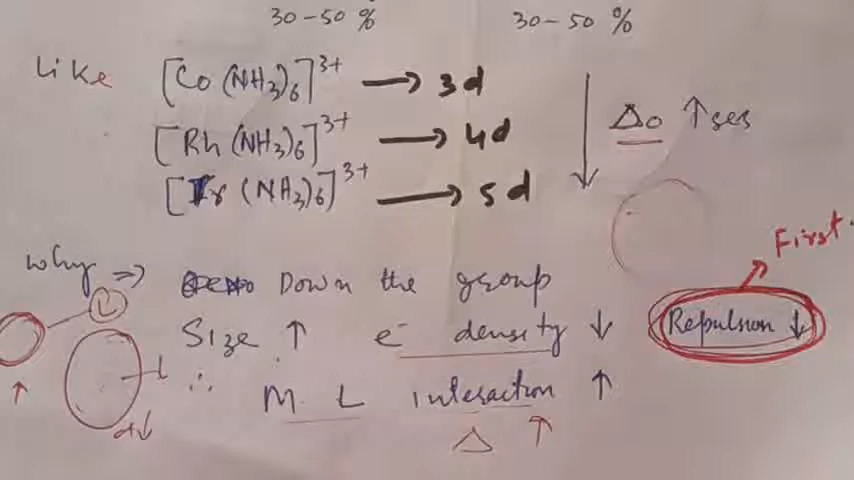 30-50 % 30-50 %
Like [Co(NH3)6]3+ → 3d
[Rh(NH3)6]3+ → 4d ↓ Δo ↑ses
[Ir(NH3)6]3+ → 5d
First
Why ⇒ Down the group
L
Size ↑ e- density ↓ Repulsion ↓
∴ M L interaction ↑
Δ ↑